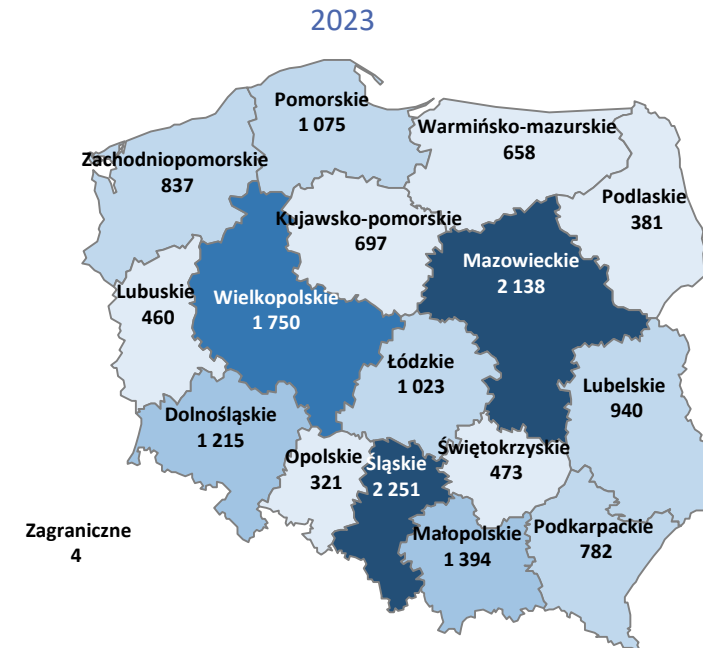 2023
Pomorskie
1 075
Warmińsko-mazurskie
658
Zachodniopomorskie
837
Podlaskie
381
Kujawsko-pomorskie
697
Mazowieckie
2 138
Lubuskie
460
Wielkopolskie
1 750
Łódzkie
1 023
Lubelskie
940
Dolnośląskie
1 215
Opolskie
321
Śląskie
2 251
Świętokrzyskie
473
Zagraniczne
4
Małopolskie
1 394
Podkarpackie
782